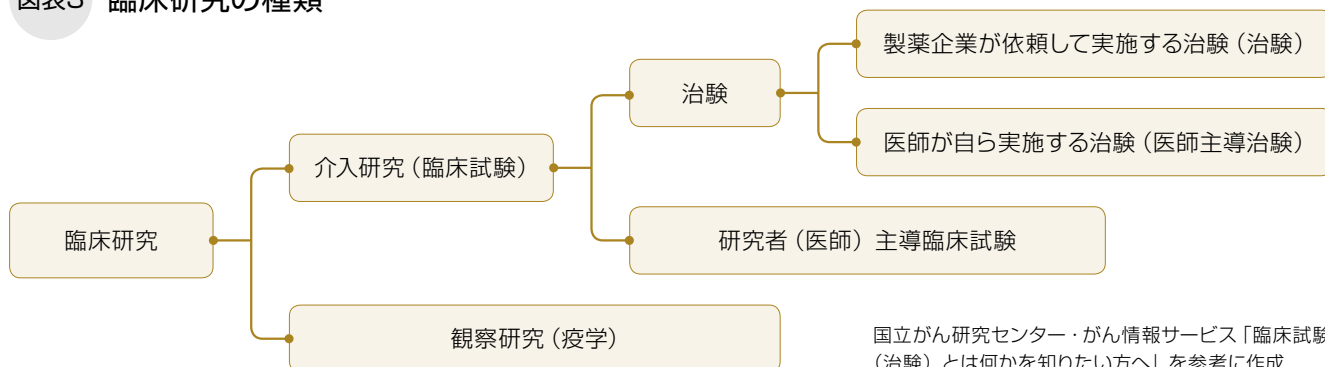 図表3 臨床研究の種類
製薬企業が依頼して実施する治験（治験）
治験
医師が自ら実施する治験（医師主導治験）
介入研究（臨床試験）
臨床研究
研究者（医師）主導臨床試験
観察研究（疫学）
国立がん研究センター・がん情報サービス「臨床試験
（治験）とは何かを知りたい方へ」を参考に作成